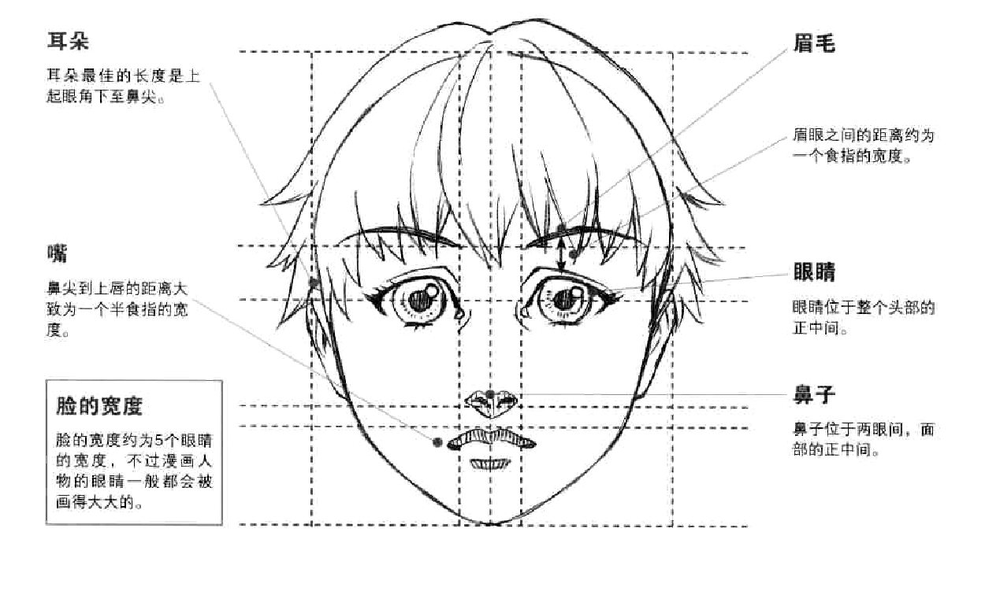 耳朵
耳朵最佳的长度是上
起眼角下至鼻尖。
嘴
鼻尖到上唇的距离大
致为一个半食指的宽
度。
脸的宽度
脸的宽度约为5个眼睛
的宽度，不过漫画人
物的眼睛一般都会被
画得大大的。
眉毛
眉眼之间的距离约为
一个食指的宽度。
眼睛
眼睛位于整个头部的
正中间。
鼻子
鼻子位于两眼间，面
部的正中间。